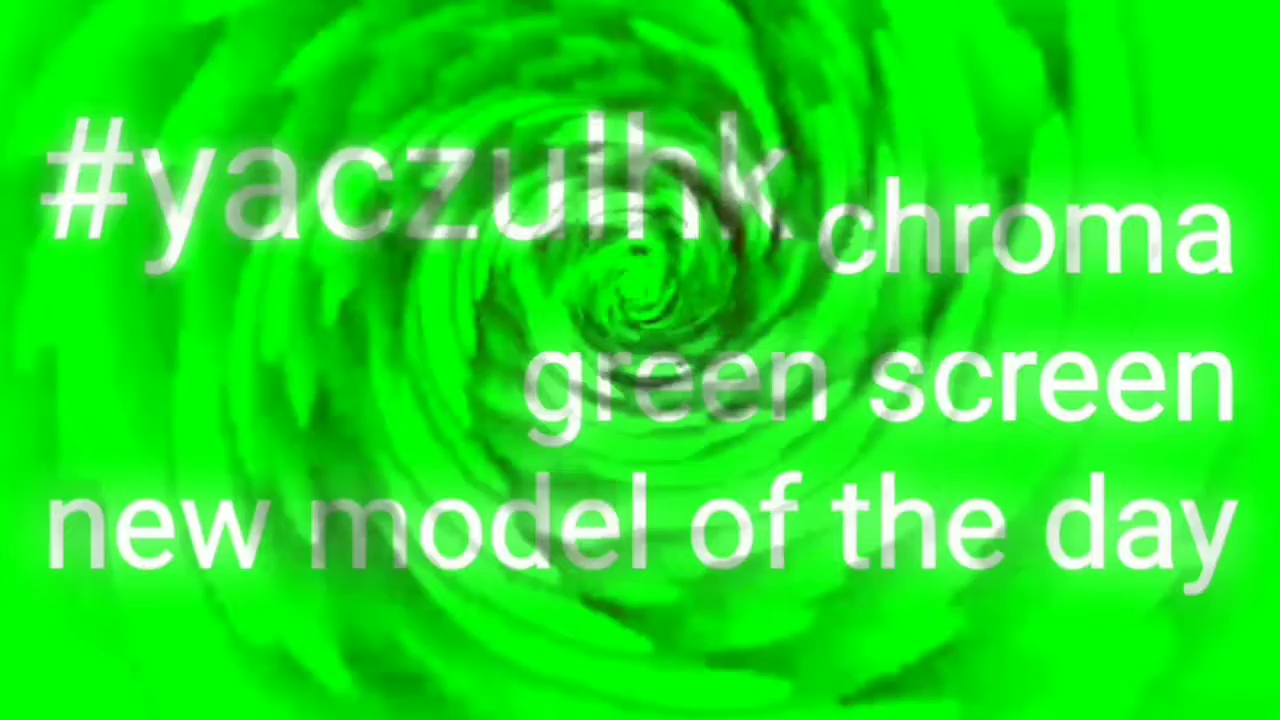 #yaczulhk
chroma
green screen
new model of the day